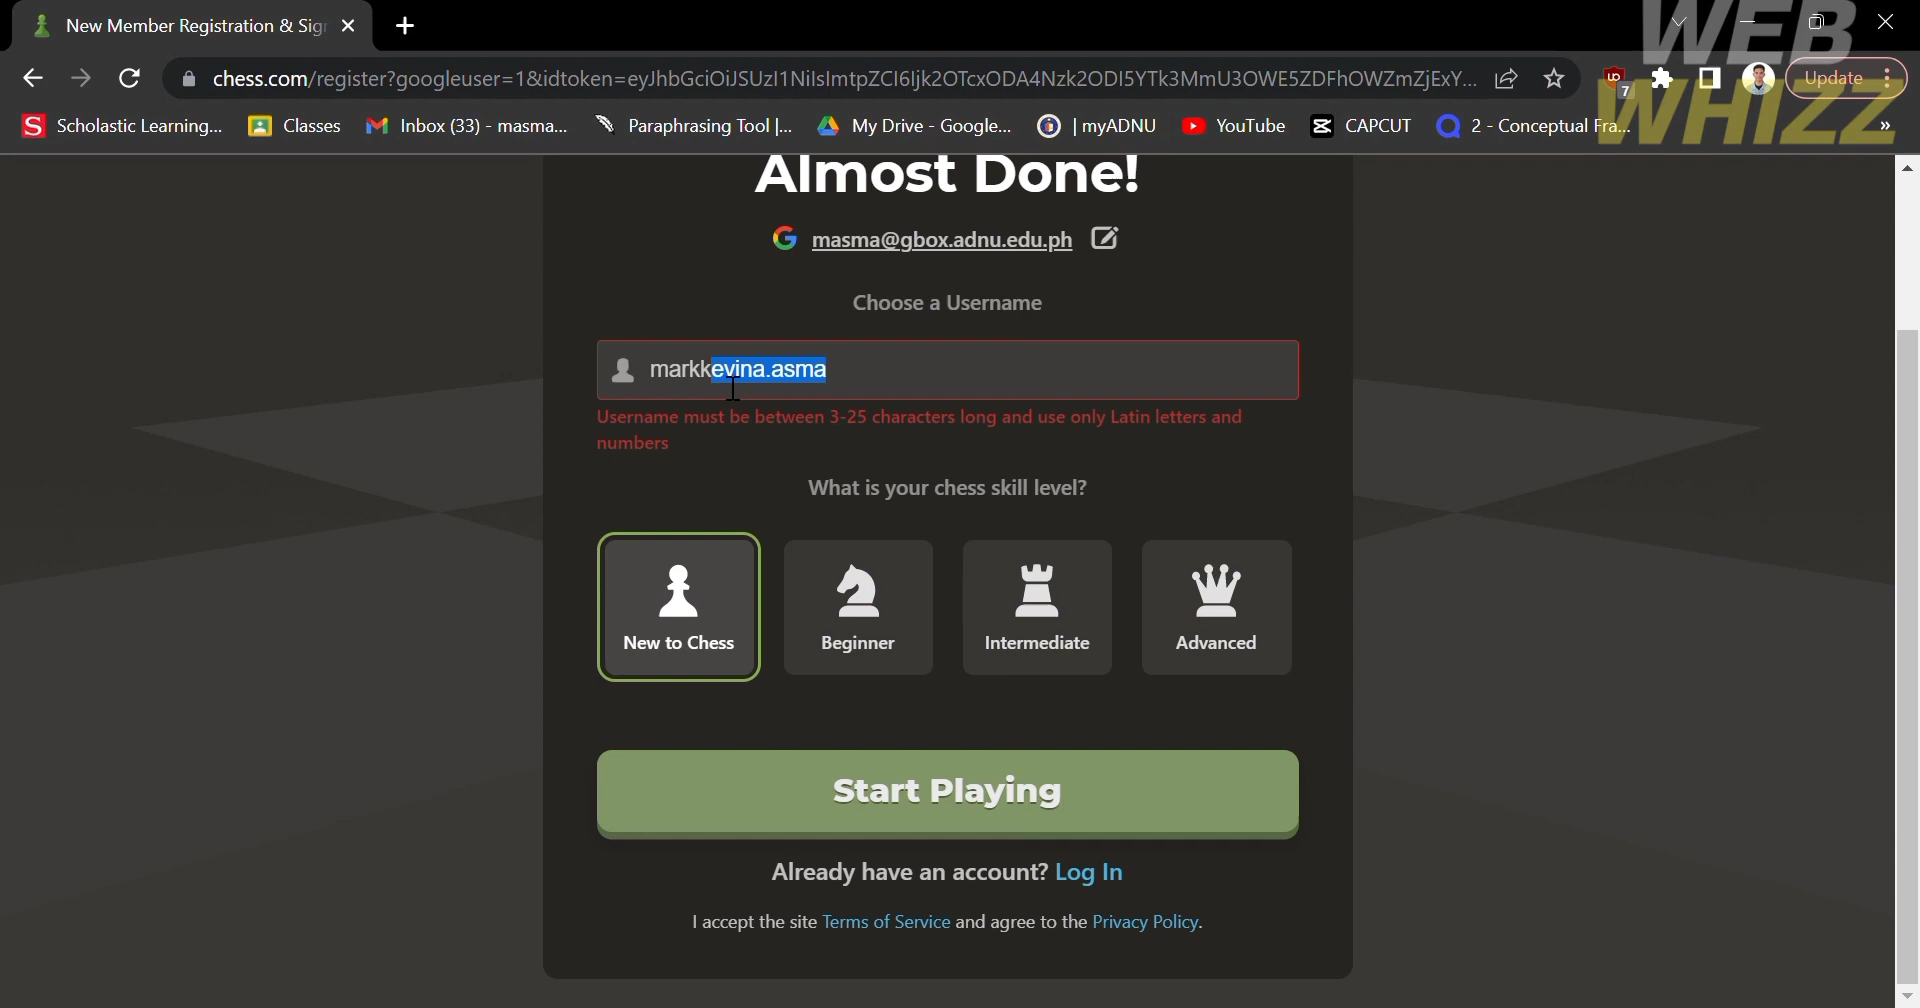 New Member Registration & Sig
WEB
WHIZZ
chess.com/register?googleuser=1&idtoken=eyJhbGciOiJSUzI1NiIsImtpZCI6Ijk2OTcxODA4Nzk2ODI5YTk3MmU3OWE5ZDFhOWZmZjExY...
7
Update
Scholastic Learning...
Classes
Inbox (33) - masma...
Paraphrasing Tool |...
My Drive - Google...
| myADNU
YouTube
CAPCUT
2 - Conceptual Fra...
»
Almost Done!
masma@gbox.adnu.edu.ph
Choose a Username
markkevina.asma
Username must be between 3-25 characters long and use only Latin letters and
numbers
What is your chess skill level?
New to Chess
Beginner
Intermediate
Advanced
Start Playing
Already have an account? Log In
I accept the site Terms of Service and agree to the Privacy Policy.